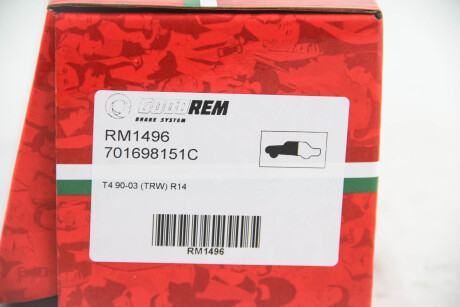 GOODREM
BRAKE SYSTEM
RM1496
701698151C
T4 90-03 (TRW) R14
RM1496